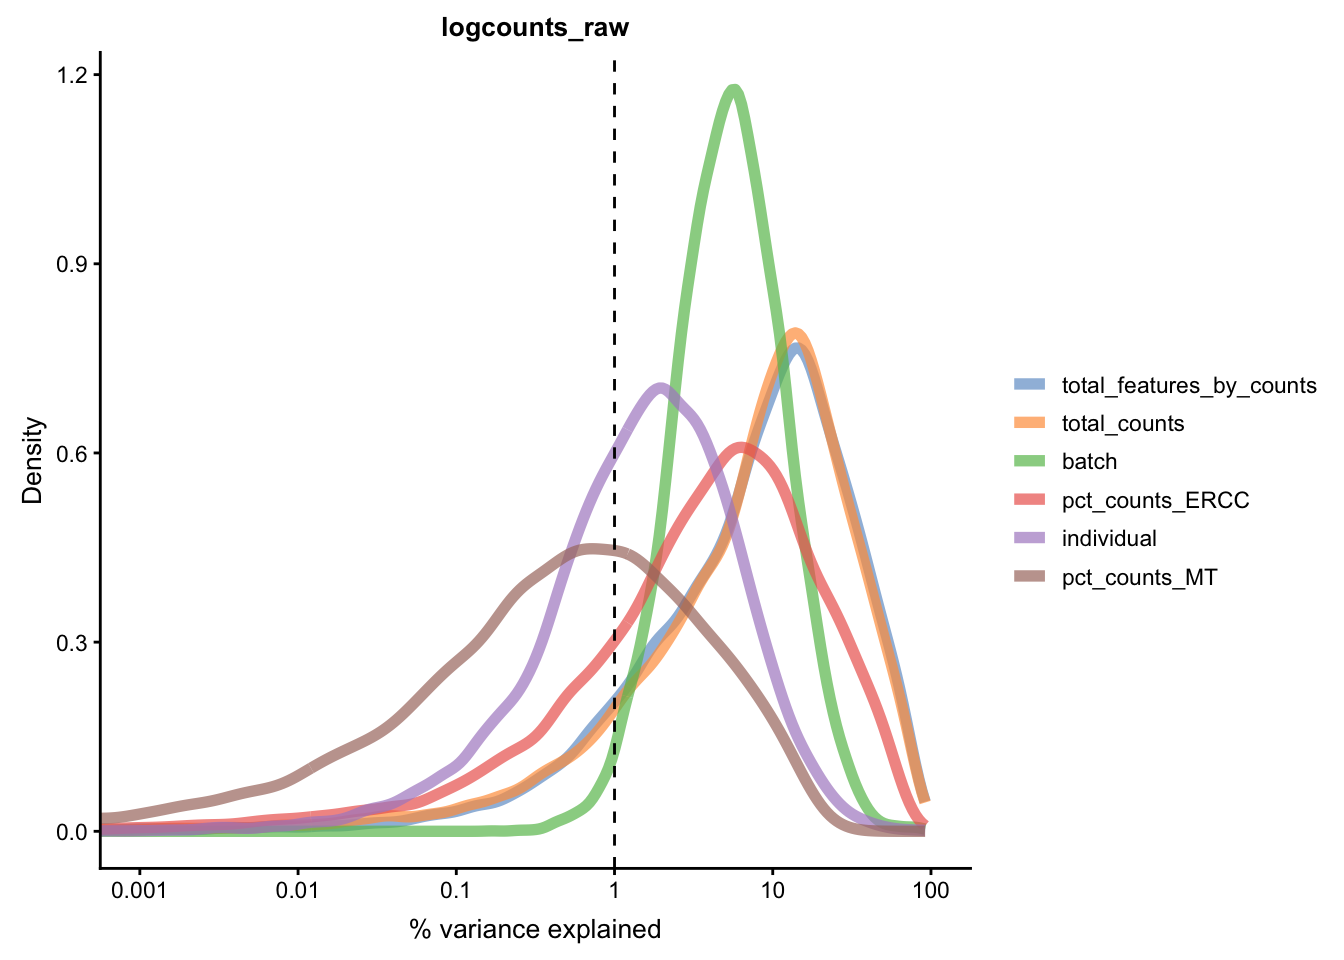 logcounts_raw
1.2
0.9
0.6
0.3
0.0
Density
0.001
0.01
0.1
1
10
100
% variance explained
total_features_by_counts
total_counts
batch
pct_counts_ERCC
individual
pct_counts_MT